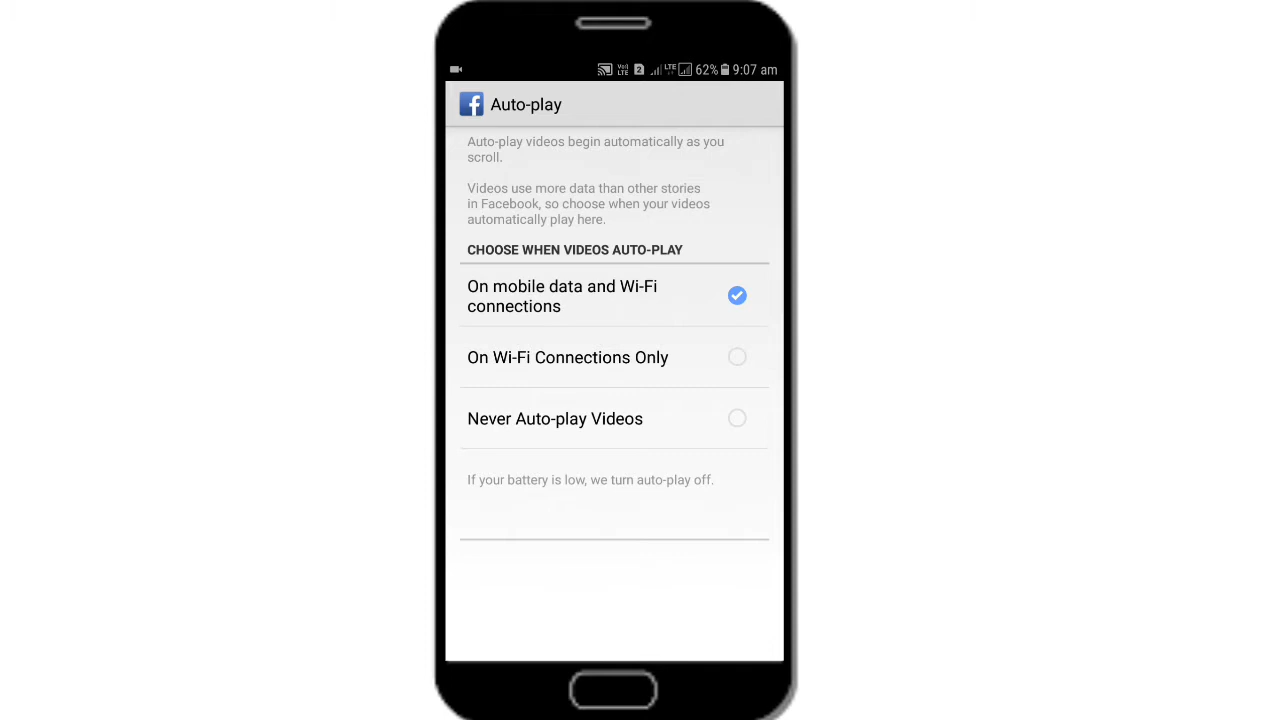 62% 9:07 am
Auto-play
Auto-play videos begin automatically as you
scroll.
Videos use more data than other stories
in Facebook, so choose when your videos
automatically play here.
CHOOSE WHEN VIDEOS AUTO-PLAY
On mobile data and Wi-Fi
connections
On Wi-Fi Connections Only
Never Auto-play Videos
If your battery is low, we turn auto-play off.